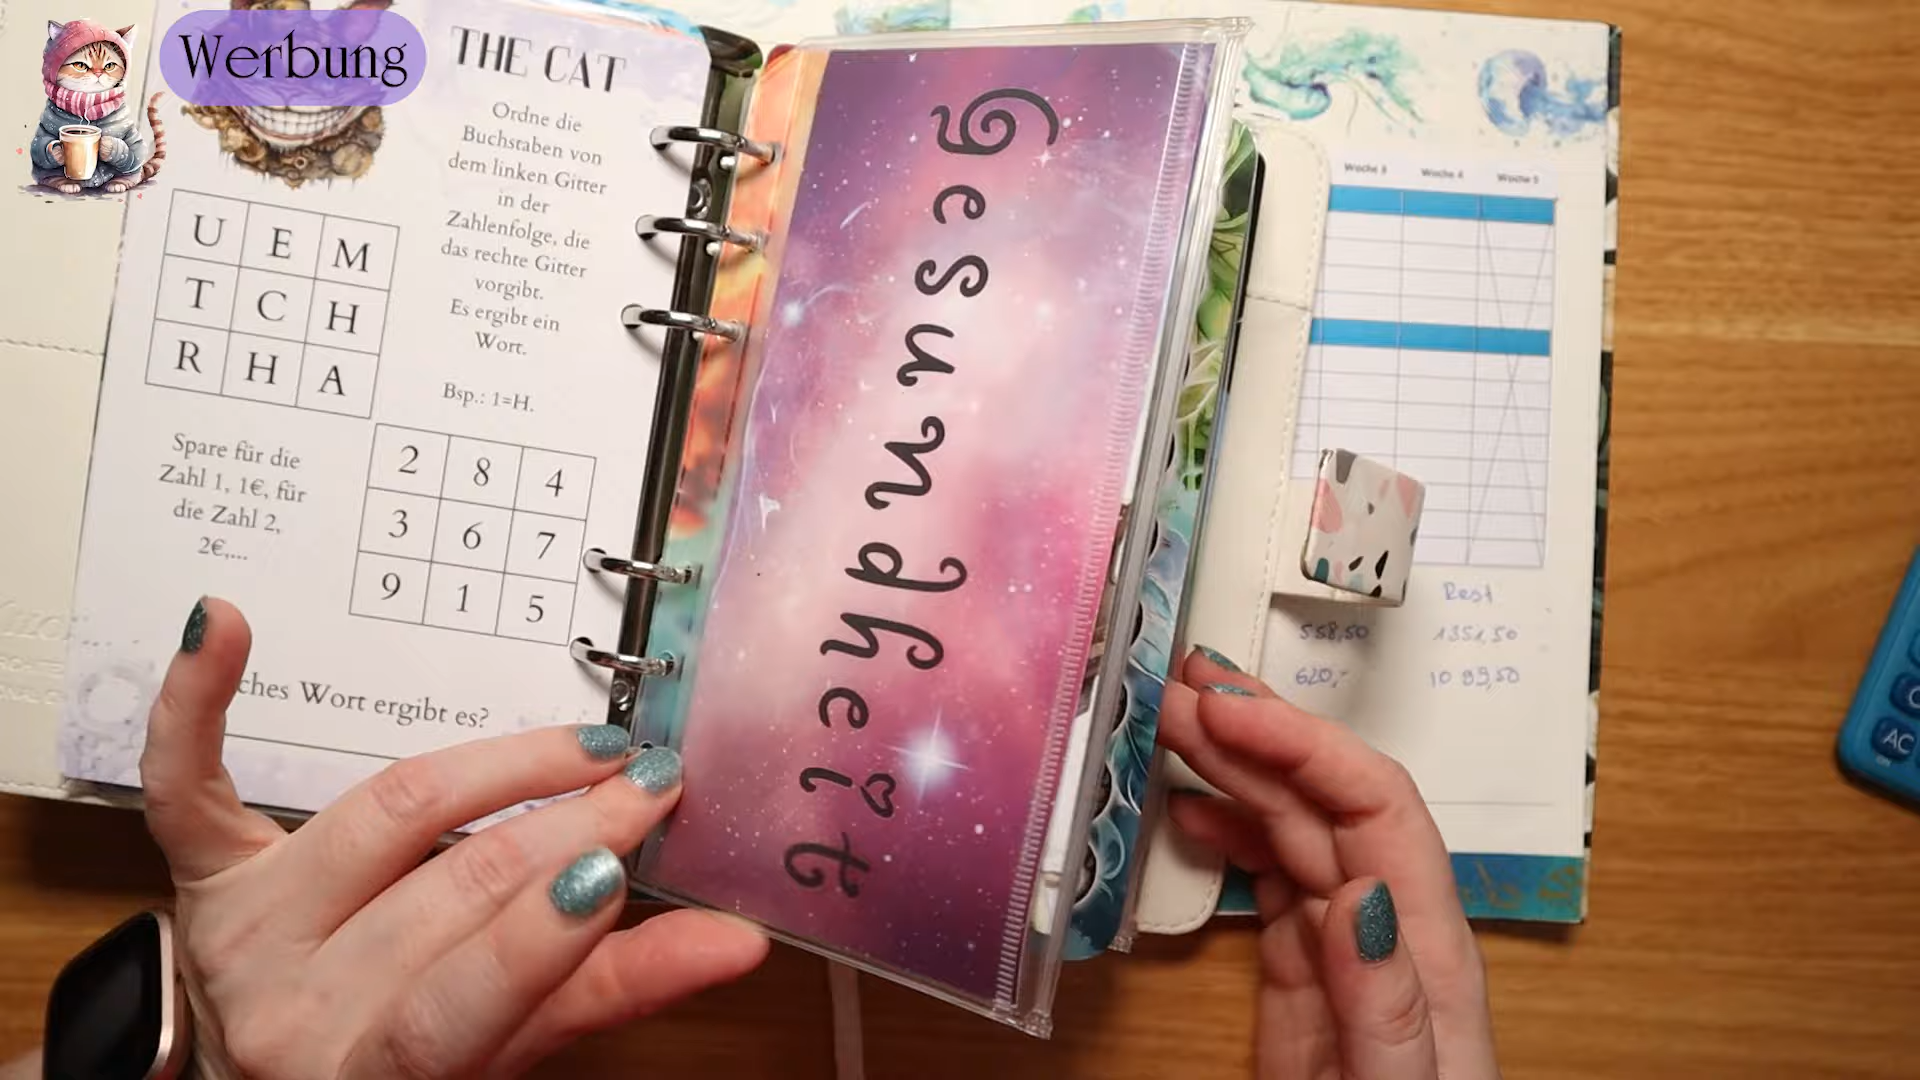 Werbung
THE CAT
Ordne die
Buchstaben von
dem linken Gitter
in der
Zahlenfolge, die
das rechte Gitter
vorgibt.
Es ergibt ein
Wort.
Bsp.: 1=H.
U E M
T C H
R H A
Spare für die
Zahl 1, 1€, für
die Zahl 2,
2€,...
2 8 4
3 6 7
9 1 5
ches Wort ergibt es?
Gesundheit
Woche 3 Woche 4 Woche 5
Rest
558,50 1351,50
620,- 1099,50
AC